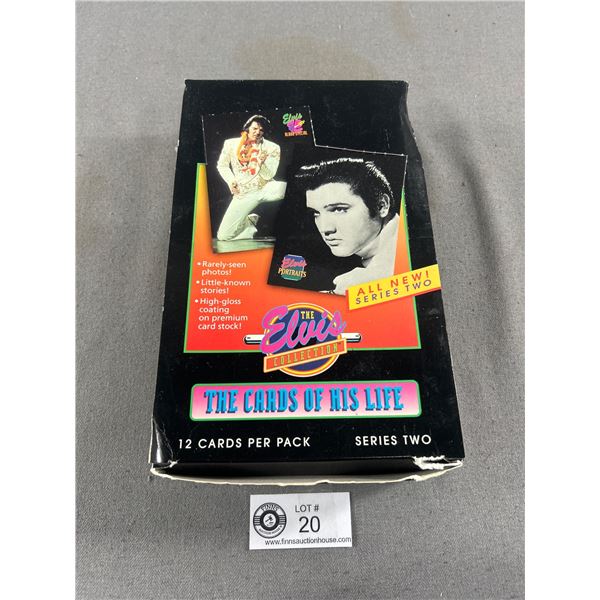 Elvis
Elvis
PORTRAITS
• Rarely-seen
photos!
• Little-known
stories!
• High-gloss
coating
on premium
card stock!
ALL NEW!
SERIES TWO
THE
Elvis
COLLECTION
THE CARDS OF HIS LIFE
12 CARDS PER PACK
SERIES TWO
FINNS
LOT #
20
www.finnsauctionhouse.com